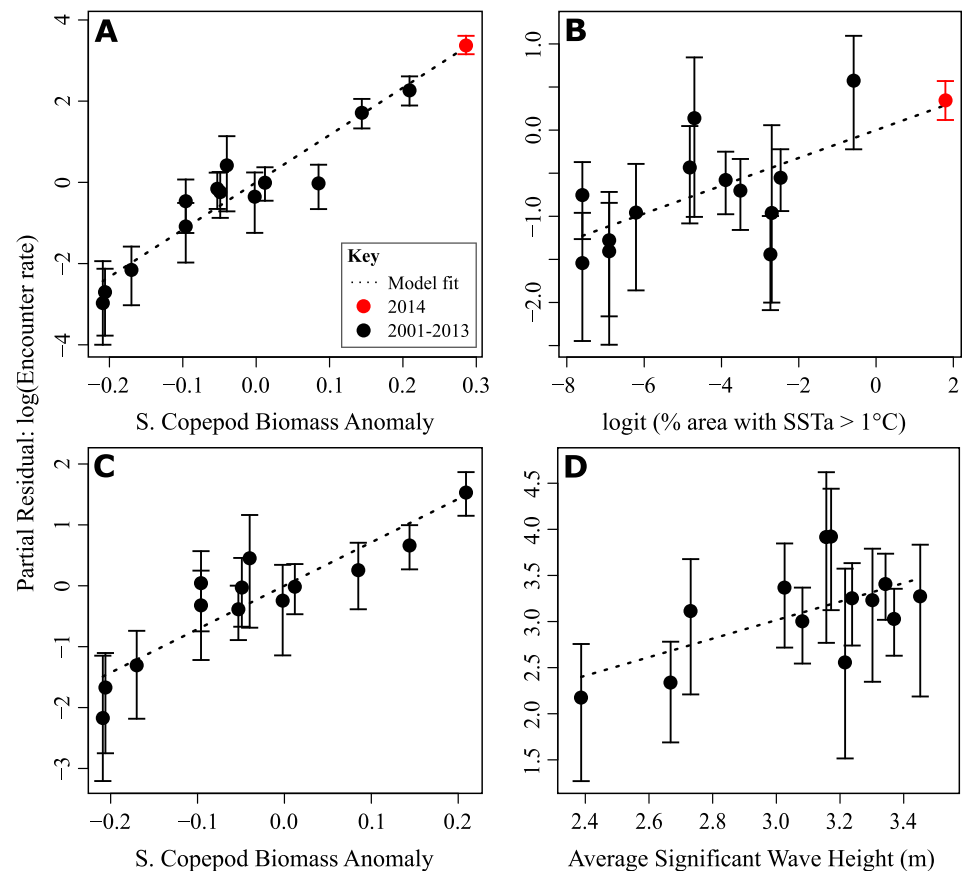 Partial Residual: log(Encounter rate)
A
4
2
0
−2
−4
Key
Model fit
2014
2001-2013
−0.2 −0.1 0.0 0.1 0.2 0.3
S. Copepod Biomass Anomaly
B
1.0
0.0
−1.0
−2.0
−8 −6 −4 −2 0 2
logit (% area with SSTa > 1°C)
C
2
1
0
−1
−2
−3
−0.2 −0.1 0.0 0.1 0.2
S. Copepod Biomass Anomaly
D
4.5
4.0
3.5
3.0
2.5
2.0
1.5
2.4 2.6 2.8 3.0 3.2 3.4
Average Significant Wave Height (m)